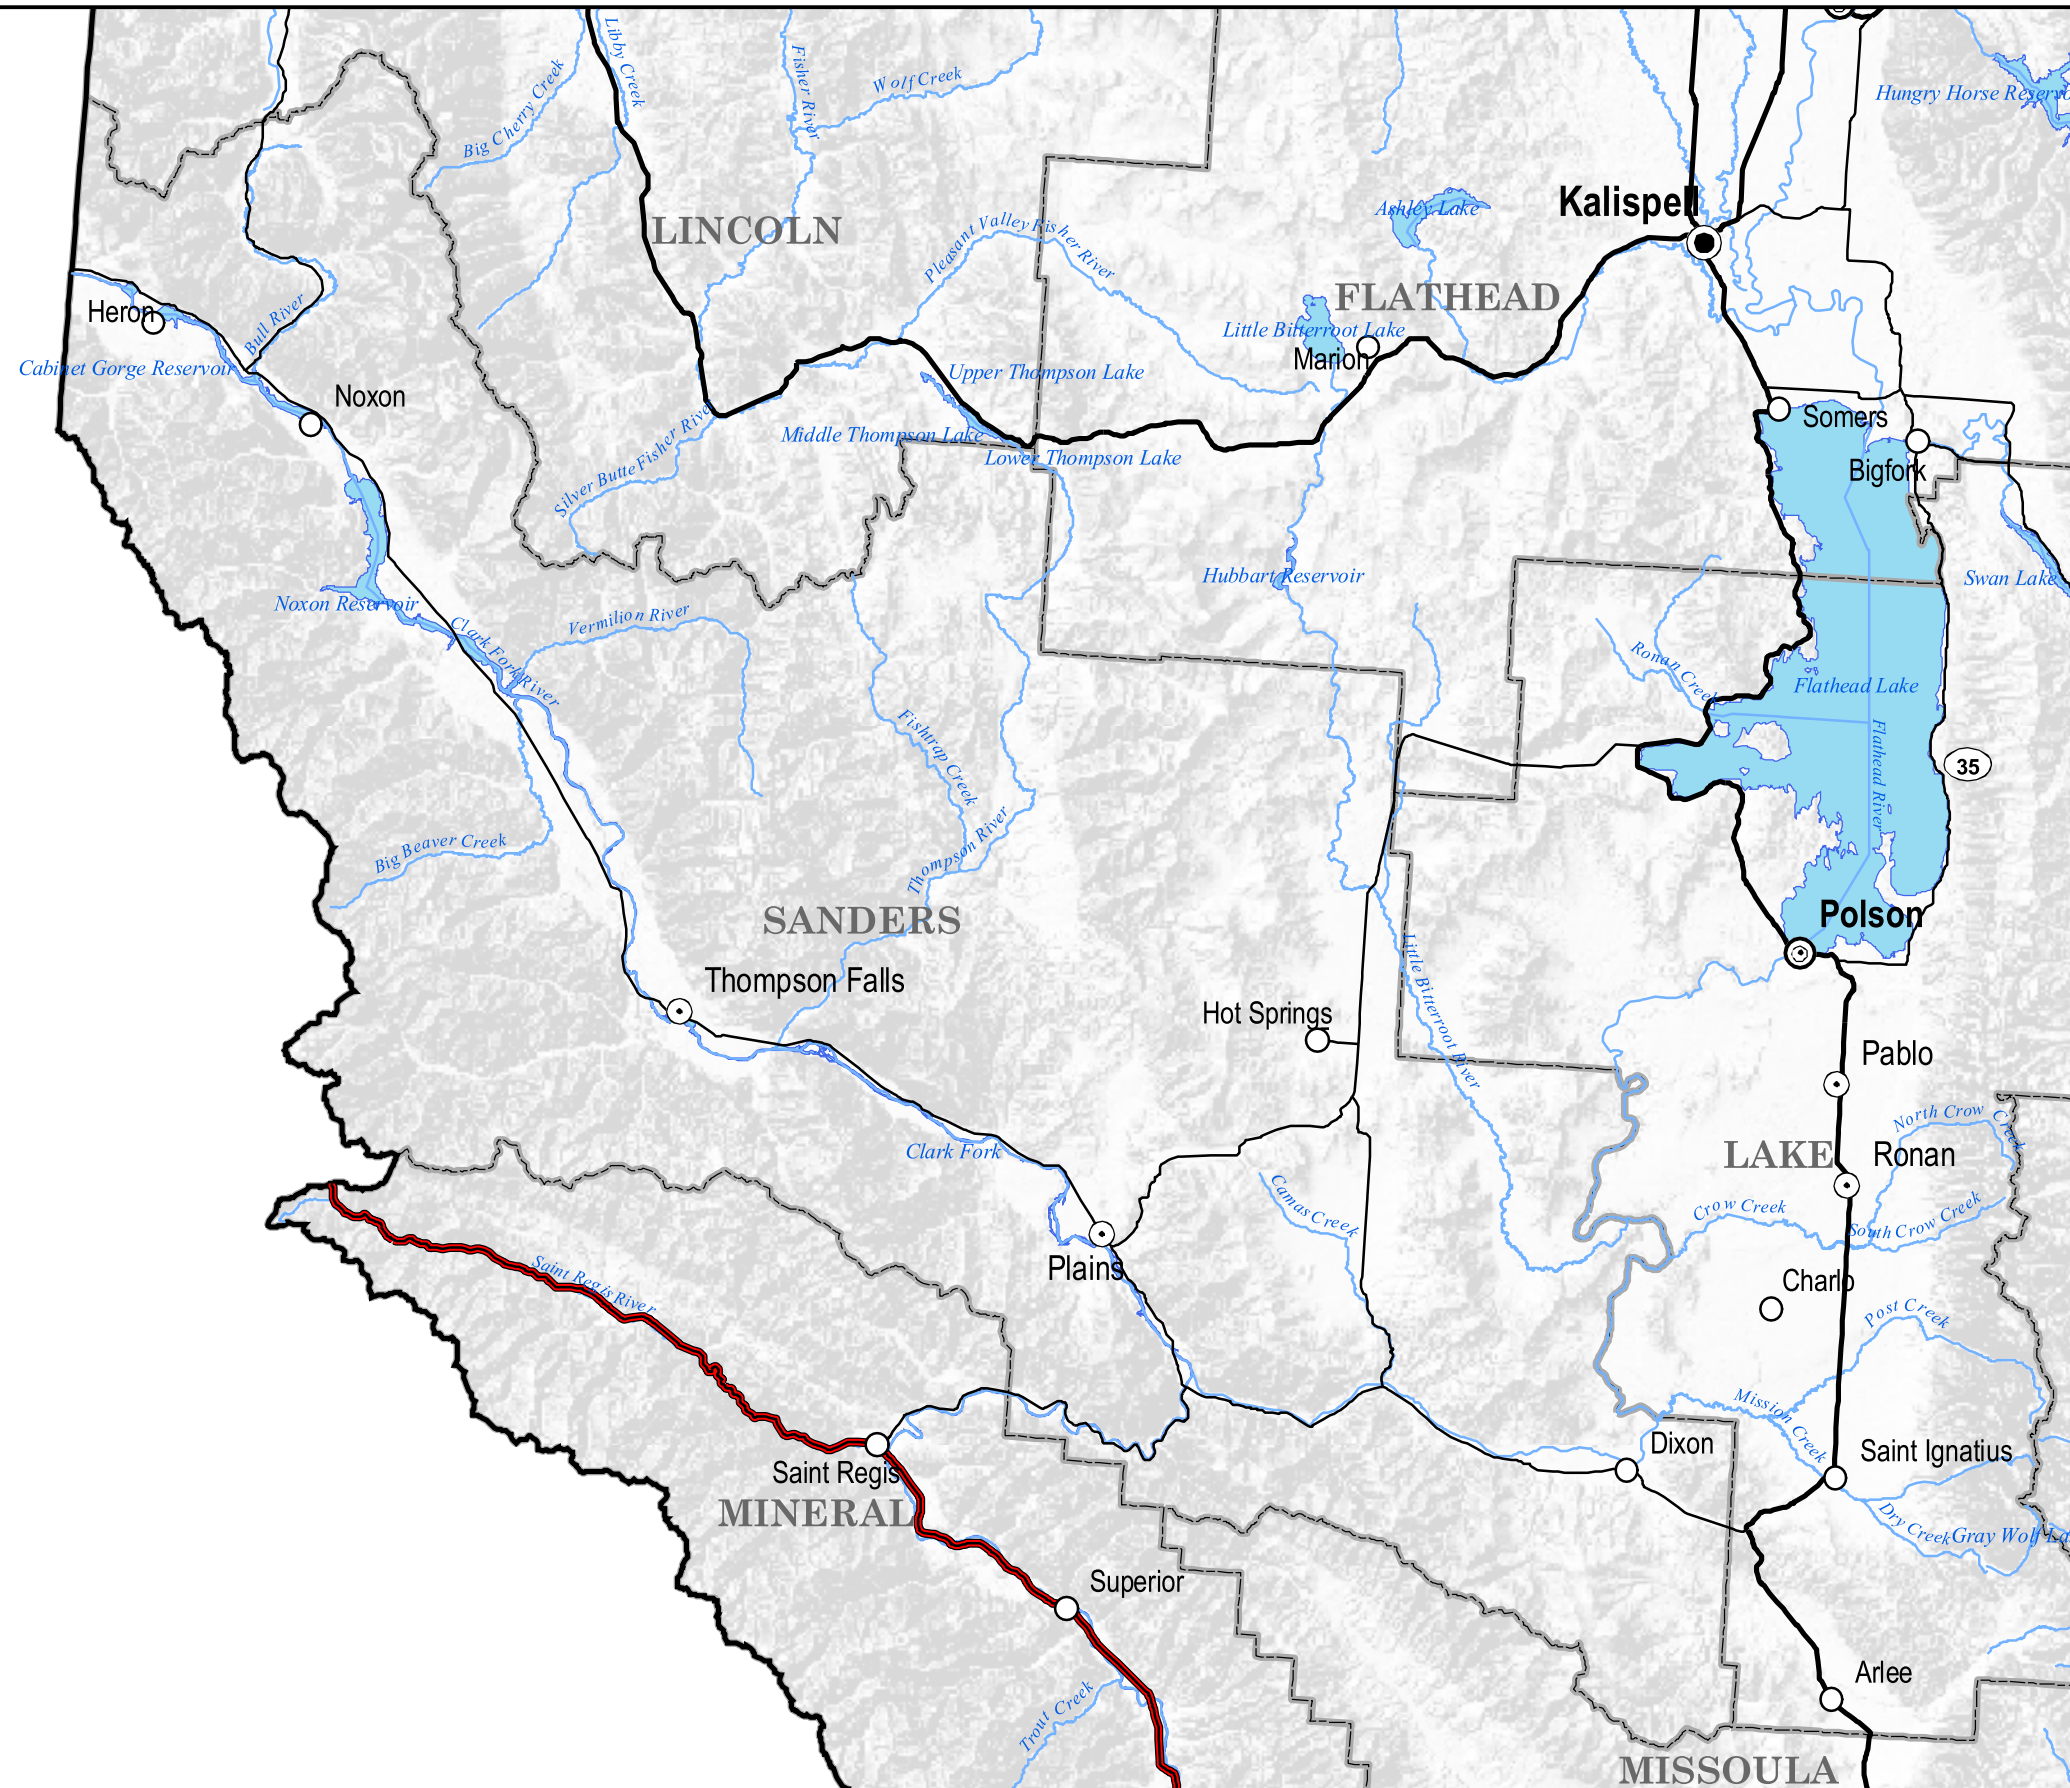 Libby Creek
Fisher River
Wolf Creek
Big Cherry Creek
Hungry Horse
Kalispell
Ashley Lake
LINCOLN
Pleasant Valley Fisher River
FLATHEAD
Heron
Bull River
Little Bitterroot Lake
Marion
Cabinet Gorge Reservoir
Upper Thompson Lake
Noxon
Somers
Middle Thompson Lake
Lower Thompson Lake
Bigfork
Silver Butte Fisher River
Hubbart Reservoir
Swan Lake
Noxon Reservoir
Vermilion River
Clark Fork River
Ronan Creek
Flathead Lake
Fishtrap Creek
Flathead River
35
Big Beaver Creek
Thompson River
SANDERS
Polson
Thompson Falls
Little Bitterroot River
Hot Springs
Pablo
North Crow Creek
Clark Fork
LAKE
Ronan
Camas Creek
Crow Creek
South Crow Creek
Plains
Saint Regis River
Charlo
Post Creek
Mission Creek
Dixon
Saint Ignatius
Saint Regis
MINERAL
Dry Creek
Gray Wolf
Superior
Arlee
Trout Creek
MISSOULA